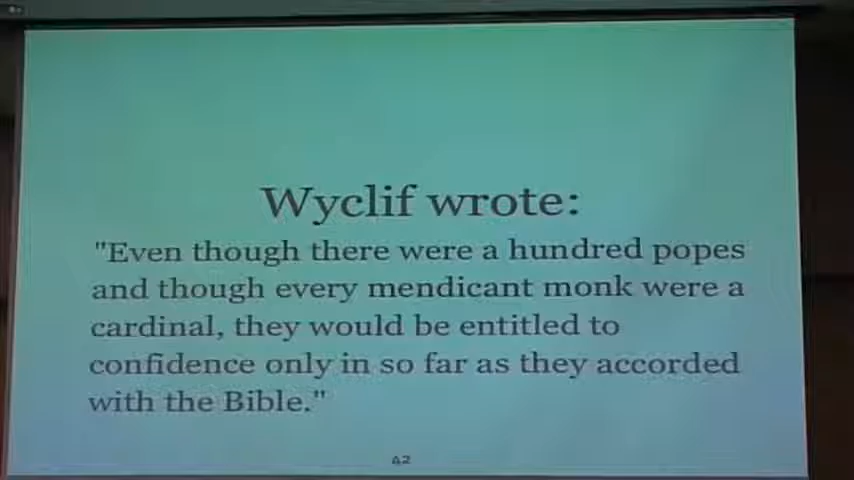 Wyclif wrote:
"Even though there were a hundred popes
and though every mendicant monk were a
cardinal, they would be entitled to
confidence only in so far as they accorded
with the Bible."
42